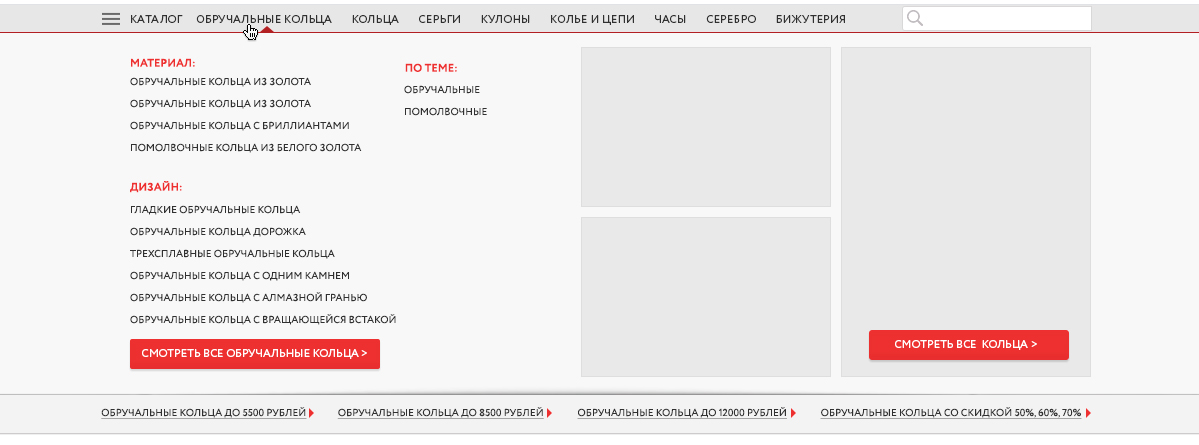 КАТАЛОГ ОБРУЧАЛЬНЫЕ КОЛЬЦА КОЛЬЦА СЕРЬГИ КУЛОНЫ КОЛЬЕ И ЦЕПИ ЧАСЫ СЕРЕБРО БИЖУТЕРИЯ
МАТЕРИАЛ:
ОБРУЧАЛЬНЫЕ КОЛЬЦА ИЗ ЗОЛОТА
ОБРУЧАЛЬНЫЕ КОЛЬЦА ИЗ ЗОЛОТА
ОБРУЧАЛЬНЫЕ КОЛЬЦА С БРИЛЛИАНТАМИ
ПОМОЛВОЧНЫЕ КОЛЬЦА ИЗ БЕЛОГО ЗОЛОТА
ПО ТЕМЕ:
ОБРУЧАЛЬНЫЕ
ПОМОЛВОЧНЫЕ
ДИЗАЙН:
ГЛАДКИЕ ОБРУЧАЛЬНЫЕ КОЛЬЦА
ОБРУЧАЛЬНЫЕ КОЛЬЦА ДОРОЖКА
ТРЕХСПЛАВНЫЕ ОБРУЧАЛЬНЫЕ КОЛЬЦА
ОБРУЧАЛЬНЫЕ КОЛЬЦА С ОДНИМ КАМНЕМ
ОБРУЧАЛЬНЫЕ КОЛЬЦА С АЛМАЗНОЙ ГРАНЬЮ
ОБРУЧАЛЬНЫЕ КОЛЬЦА С ВРАЩАЮЩЕЙСЯ ВСТАКОЙ
СМОТРЕТЬ ВСЕ ОБРУЧАЛЬНЫЕ КОЛЬЦА >
СМОТРЕТЬ ВСЕ КОЛЬЦА >
ОБРУЧАЛЬНЫЕ КОЛЬЦА ДО 5500 РУБЛЕЙ ОБРУЧАЛЬНЫЕ КОЛЬЦА ДО 8500 РУБЛЕЙ ОБРУЧАЛЬНЫЕ КОЛЬЦА ДО 12000 РУБЛЕЙ ОБРУЧАЛЬНЫЕ КОЛЬЦА СО СКИДКОЙ 50%, 60%, 70%